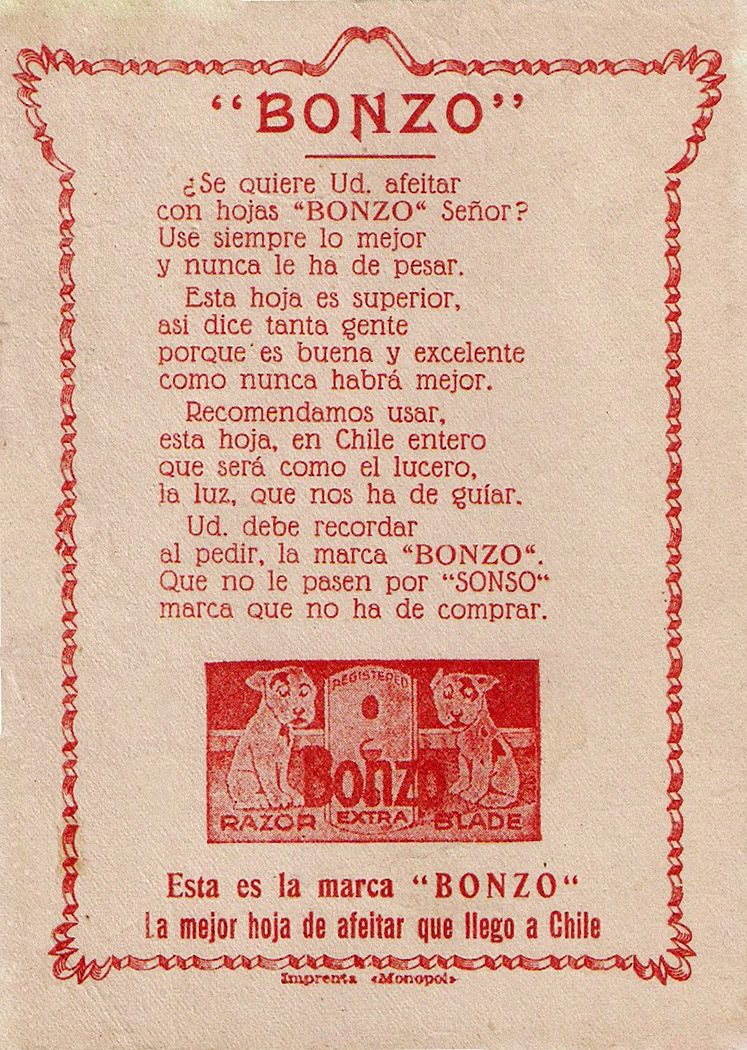 “BONZO”
¿Se quiere Ud. afeitar
con hojas “BONZO“ Señor?
Use siempre lo mejor
y nunca le ha de pesar.
Esta hoja es superior,
asi dice tanta gente
porque es buena y excelente
como nunca habrá mejor.
Recomendamos usar,
esta hoja, en Chile entero
que será como el lucero,
la luz, que nos ha de guíar.
Ud. debe recordar
al pedir, la marca “BONZO“.
Que no le pasen por “SONSO“
marca que no ha de comprar.
REGISTERED
Bonzo
RAZOR EXTRA BLADE
Esta es la marca “BONZO“
La mejor hoja de afeitar que llego a Chile
Imprenta «Monopol»